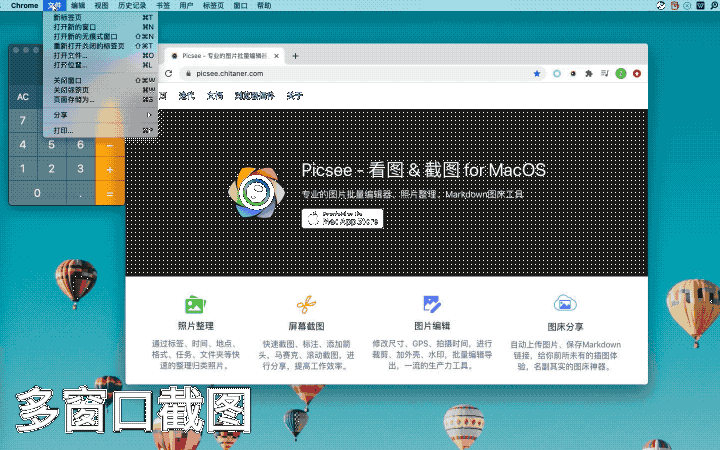 Chrome 文件 编辑 视图 历史记录 书签 用户 标签页 窗口 帮助
新标签页 ⌘T
打开新的窗口 ⌘N
打开新的无痕式窗口 ⇧⌘N
重新打开关闭的标签页 ⇧⌘T
打开文件... ⌘O
打开位置... ⌘L
关闭窗口 ⇧⌘W
关闭标签页 ⌘W
页面存储为... ⌘S
分享
打印... ⌘P
AC
7
4 5 6 −
1 2 3 +
0 . =
Picsee - 专业的图片批量编辑器
picsee.chitaner.com
文档 关于
Picsee - 看图 & 截图 for MacOS
专业的图片批量编辑器、照片整理、Markdown图床工具
Download on the
Mac App Store
照片整理
通过标签、时间、地点、
格式、任务、文件夹等快
速的整理归类照片。
屏幕截图
快速截图、标注、添加箭
头、马赛克、滚动截图，进
行分享，提高工作效率。
图片编辑
修改尺寸、GPS、拍摄时间，进行
裁剪、加外壳、水印，批量编辑导
出，一流的生产力工具。
图床分享
自动上传图片、保存Markdown
链接，给你前所未有的插图体
验，名副其实的图床神器。
多窗口截图